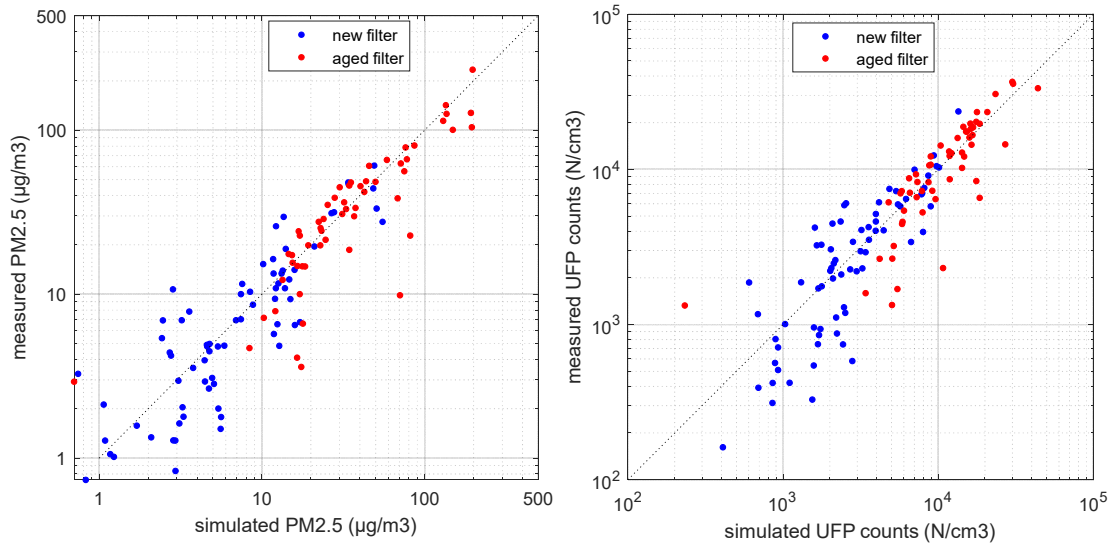 500
100
10
1
measured PM2.5 (µg/m3)
new filter
aged filter
1
10
100
500
simulated PM2.5 (µg/m3)
10^5
10^4
10^3
10^2
measured UFP counts (N/cm3)
new filter
aged filter
10^2
10^3
10^4
10^5
simulated UFP counts (N/cm3)